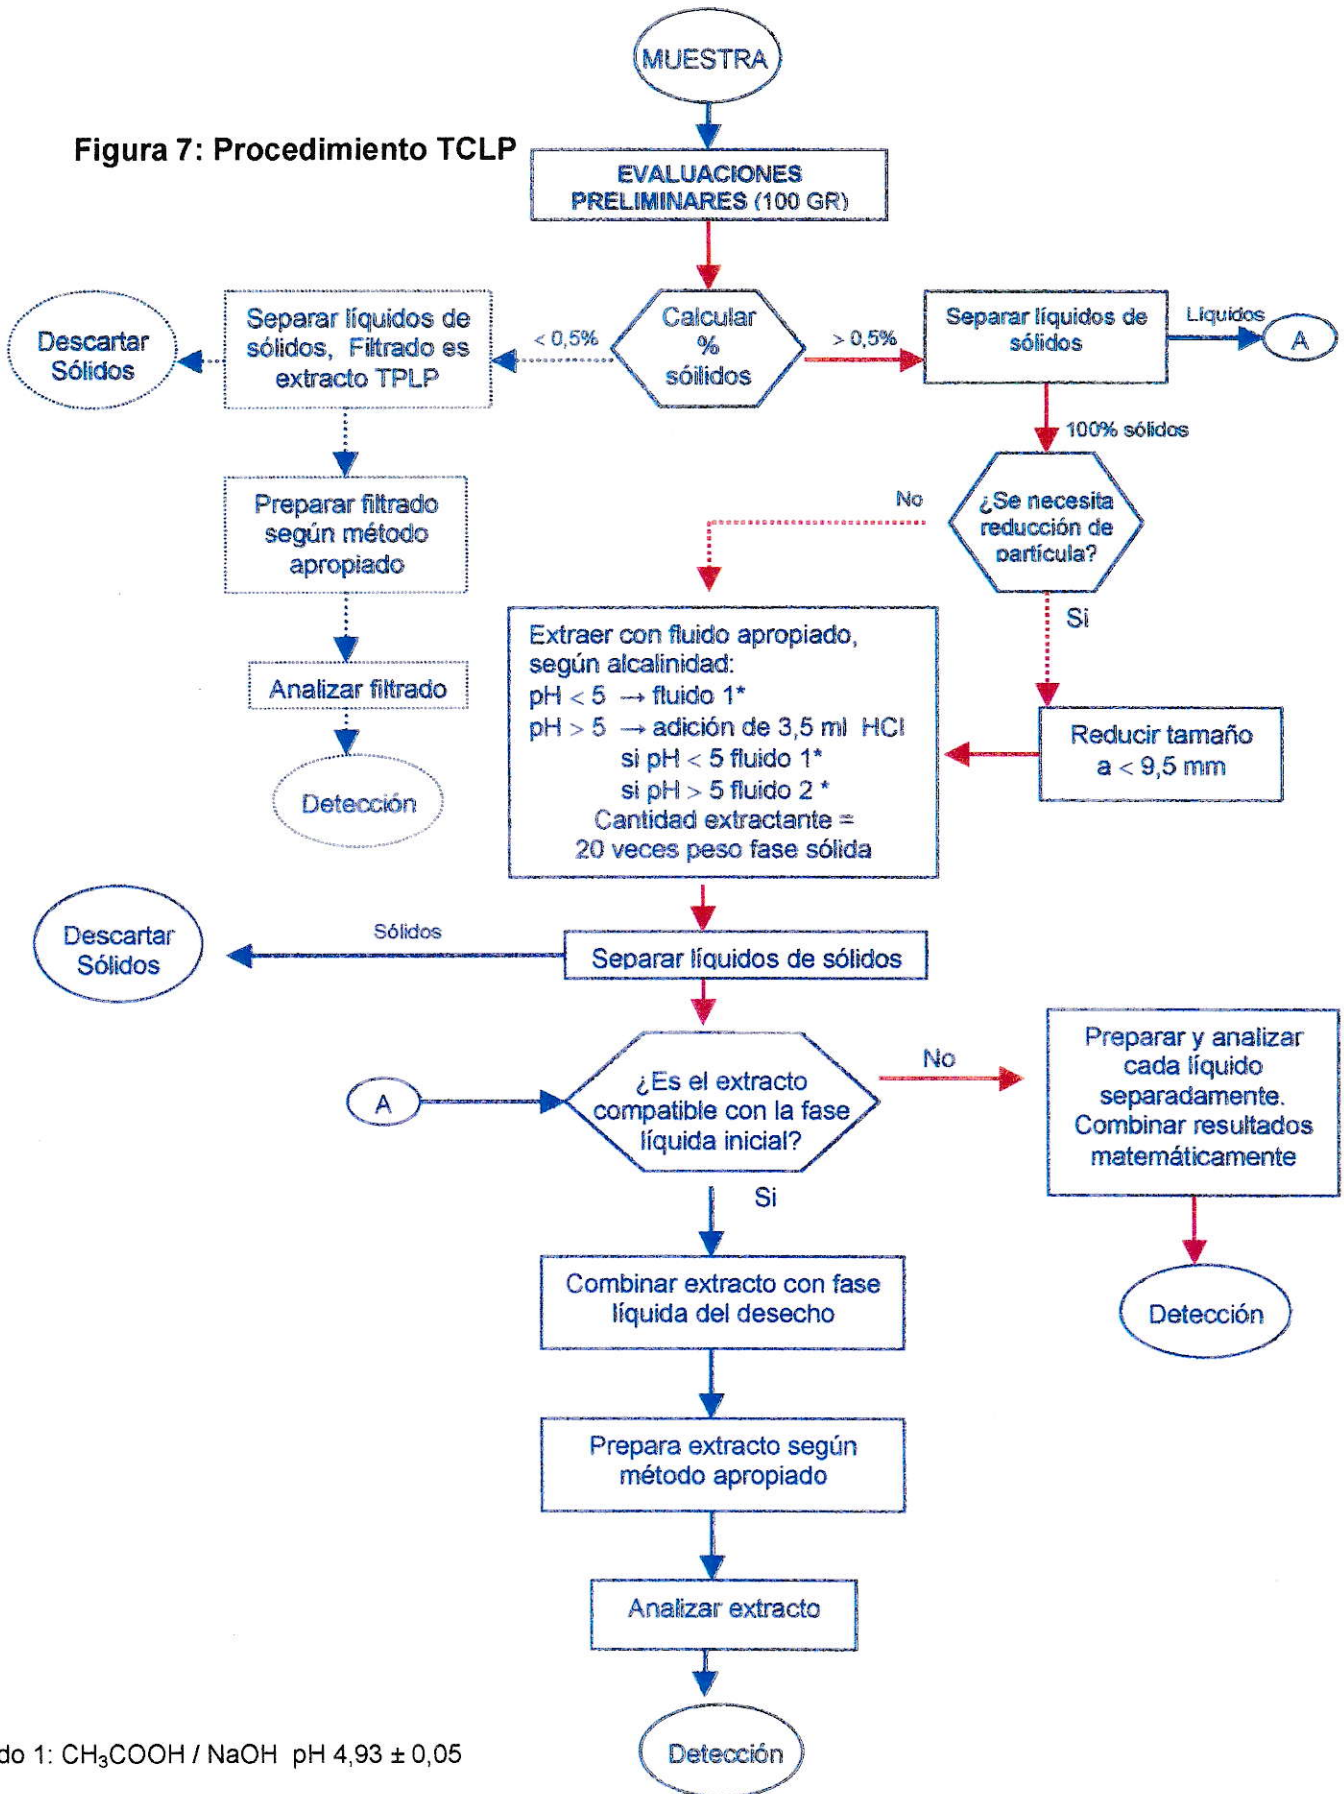 MUESTRA
Figura 7: Procedimiento TCLP
EVALUACIONES
PRELIMINARES (100 GR)
Descartar
Sólidos
Separar líquidos de
sólidos, Filtrado es
extracto TPLP
< 0,5%
Calcular
%
sóilidos
> 0,5%
Separar líquidos de
sólidos
Líquidos
A
100% sólidos
Preparar filtrado
según método
apropiado
No
¿Se necesita
reducción de
partícula?
Si
Analizar filtrado
Detección
Extraer con fluido apropiado,
según alcalinidad:
pH < 5 → fluido 1*
pH > 5 → adición de 3,5 ml HCl
si pH < 5 fluido 1*
si pH > 5 fluido 2 *
Cantidad extractante =
20 veces peso fase sólida
Reducir tamaño
a < 9,5 mm
Descartar
Sólidos
Sólidos
Separar líquidos de sólidos
A
¿Es el extracto
compatible con la fase
líquida inicial?
No
Preparar y analizar
cada líquido
separadamente.
Combinar resultados
matemáticamente
Si
Detección
Combinar extracto con fase
líquida del desecho
Prepara extracto según
método apropiado
Analizar extracto
Detección
do 1: CH₃COOH / NaOH pH 4,93 ± 0,05